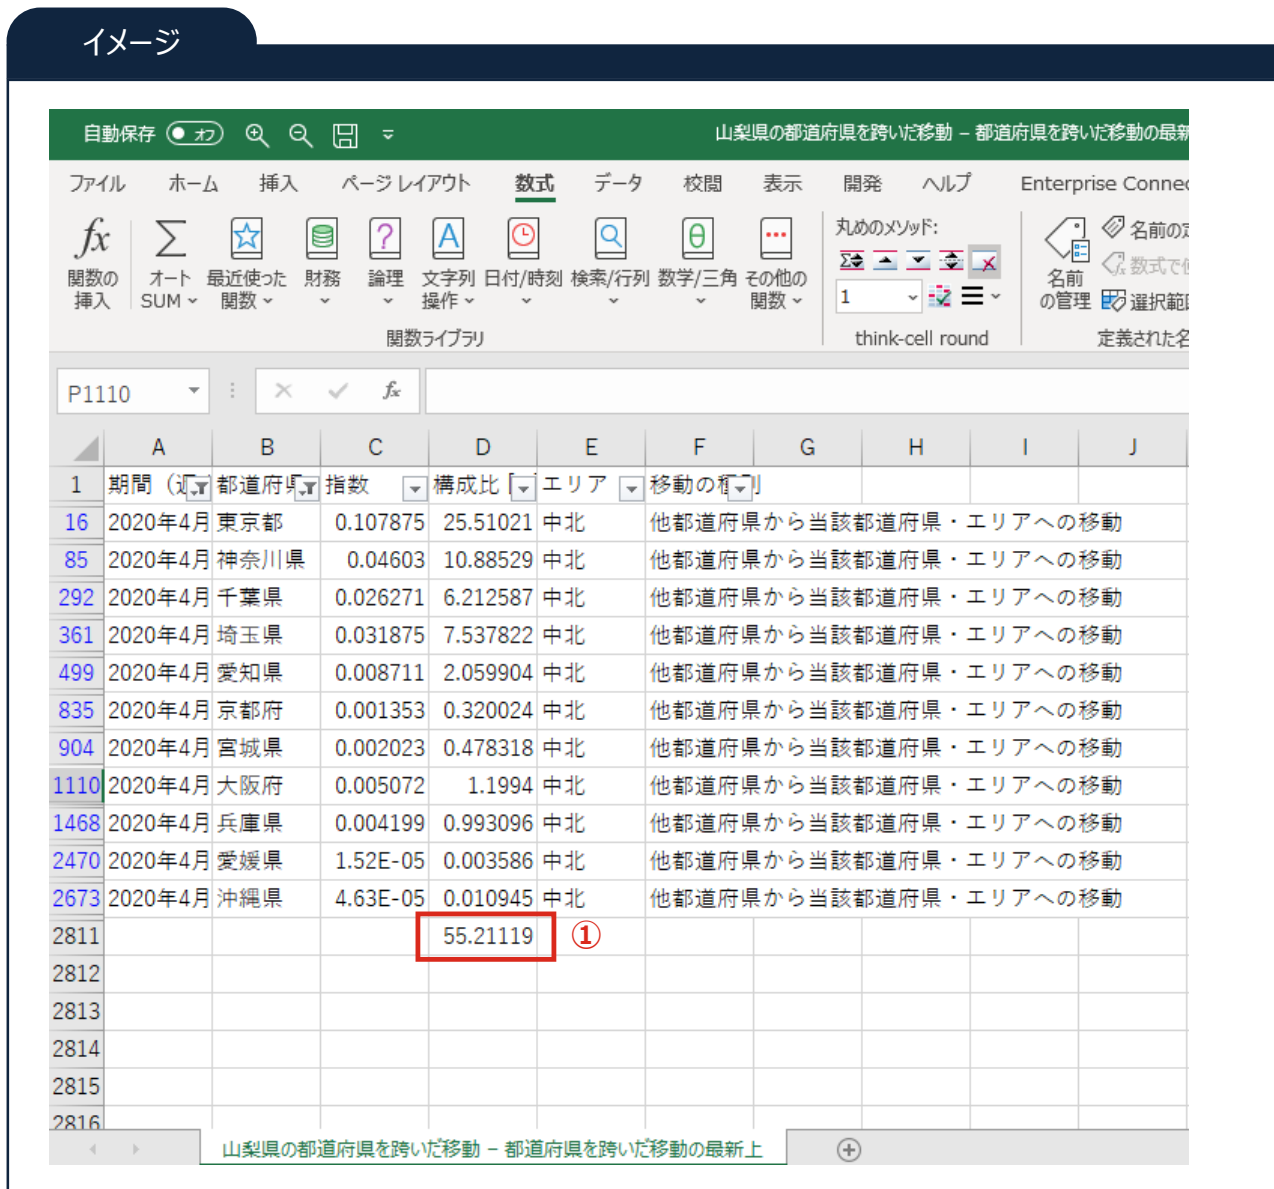 イメージ
自動保存 オフ 山梨県の都道府県を跨いだ移動 – 都道府県を跨いだ移動の最新
ファイル ホーム 挿入 ページ レイアウト 数式 データ 校閲 表示 開発 ヘルプ Enterprise Connec
fx 関数の挿入 Σ オート SUM 最近使った関数 財務 論理 文字列操作 日付/時刻 検索/行列 数学/三角 その他の関数
関数ライブラリ
丸めのメソッド:
1
think-cell round
名前の管理 名前の定
数式で使
選択範囲
定義された名
P1110 fx
A B C D E F G H I J
1 期間（週 都道府県 指数 構成比 [ エリア 移動の種別
16 2020年4月 東京都 0.107875 25.51021 中北 他都道府県から当該都道府県・エリアへの移動
85 2020年4月 神奈川県 0.04603 10.88529 中北 他都道府県から当該都道府県・エリアへの移動
292 2020年4月 千葉県 0.026271 6.212587 中北 他都道府県から当該都道府県・エリアへの移動
361 2020年4月 埼玉県 0.031875 7.537822 中北 他都道府県から当該都道府県・エリアへの移動
499 2020年4月 愛知県 0.008711 2.059904 中北 他都道府県から当該都道府県・エリアへの移動
835 2020年4月 京都府 0.001353 0.320024 中北 他都道府県から当該都道府県・エリアへの移動
904 2020年4月 宮城県 0.002023 0.478318 中北 他都道府県から当該都道府県・エリアへの移動
1110 2020年4月 大阪府 0.005072 1.1994 中北 他都道府県から当該都道府県・エリアへの移動
1468 2020年4月 兵庫県 0.004199 0.993096 中北 他都道府県から当該都道府県・エリアへの移動
2470 2020年4月 愛媛県 1.52E-05 0.003586 中北 他都道府県から当該都道府県・エリアへの移動
2673 2020年4月 沖縄県 4.63E-05 0.010945 中北 他都道府県から当該都道府県・エリアへの移動
2811 55.21119 ①
2812
2813
2814
2815
2816
山梨県の都道府県を跨いだ移動 – 都道府県を跨いだ移動の最新上